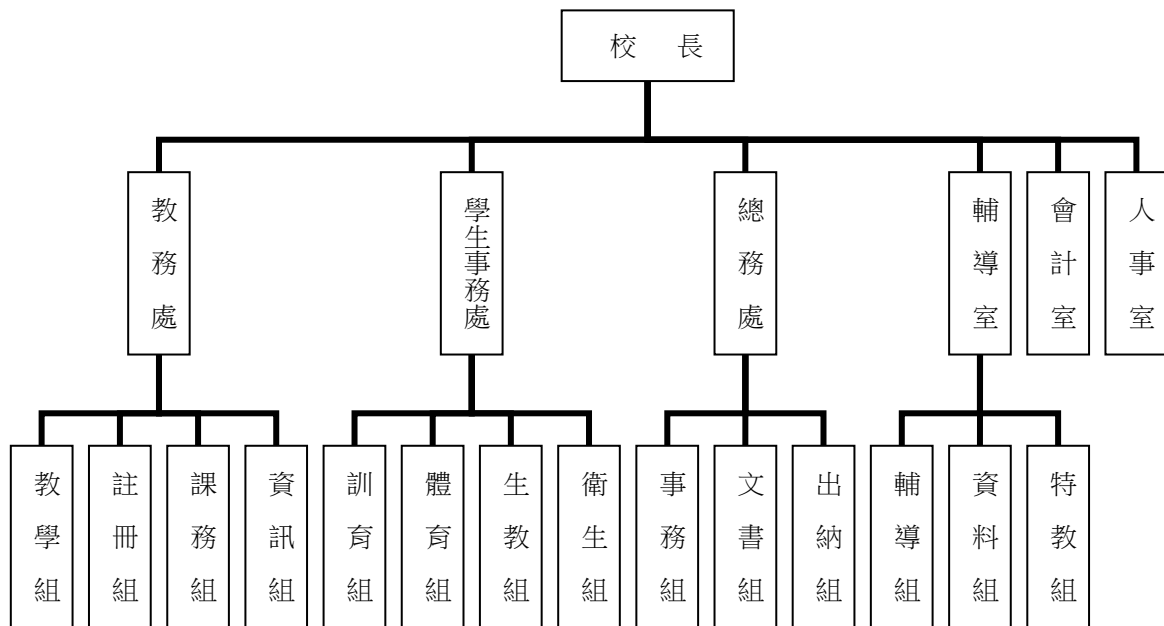 校長
教務處
學生事務處
總務處
輔導室
會計室
人事室
教學組
註冊組
課務組
資訊組
訓育組
體育組
生教組
衛生組
事務組
文書組
出納組
輔導組
資料組
特教組